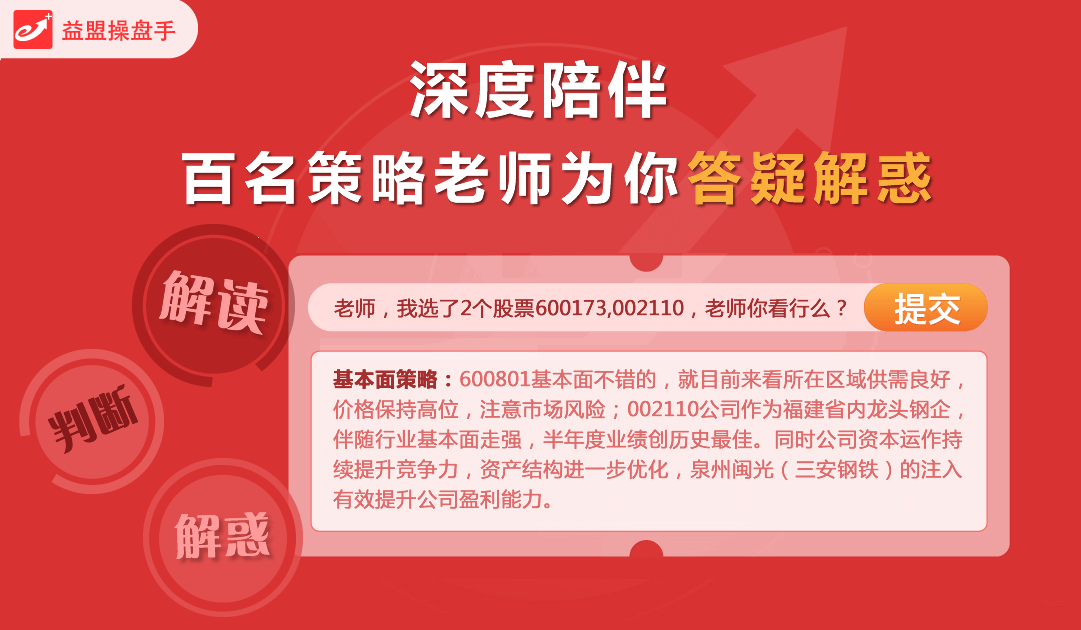 益盟操盘手
深度陪伴
百名策略老师为你答疑解惑
解读
老师，我选了2个股票600173,002110，老师你看行么？
提交
判断
基本面策略：600801基本面不错的，就目前来看所在区域供需良好，
价格保持高位，注意市场风险；002110公司作为福建省内龙头钢企，
伴随行业基本面走强，半年度业绩创历史最佳。同时公司资本运作持
续提升竞争力，资产结构进一步优化，泉州闽光（三安钢铁）的注入
有效提升公司盈利能力。
解惑